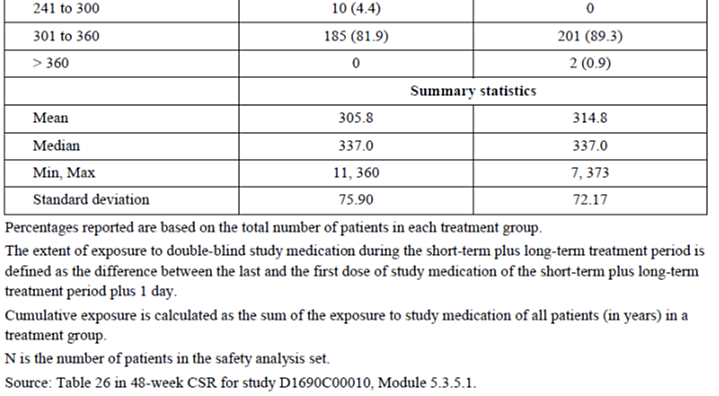 241 to 300 10 (4.4) 0
301 to 360 185 (81.9) 201 (89.3)
> 360 0 2 (0.9)
Summary statistics
Mean 305.8 314.8
Median 337.0 337.0
Min, Max 11, 360 7, 373
Standard deviation 75.90 72.17
Percentages reported are based on the total number of patients in each treatment group.
The extent of exposure to double-blind study medication during the short-term plus long-term treatment period is
defined as the difference between the last and the first dose of study medication of the short-term plus long-term
treatment period plus 1 day.
Cumulative exposure is calculated as the sum of the exposure to study medication of all patients (in years) in a
treatment group.
N is the number of patients in the safety analysis set.
Source: Table 26 in 48-week CSR for study D1690C00010, Module 5.3.5.1.